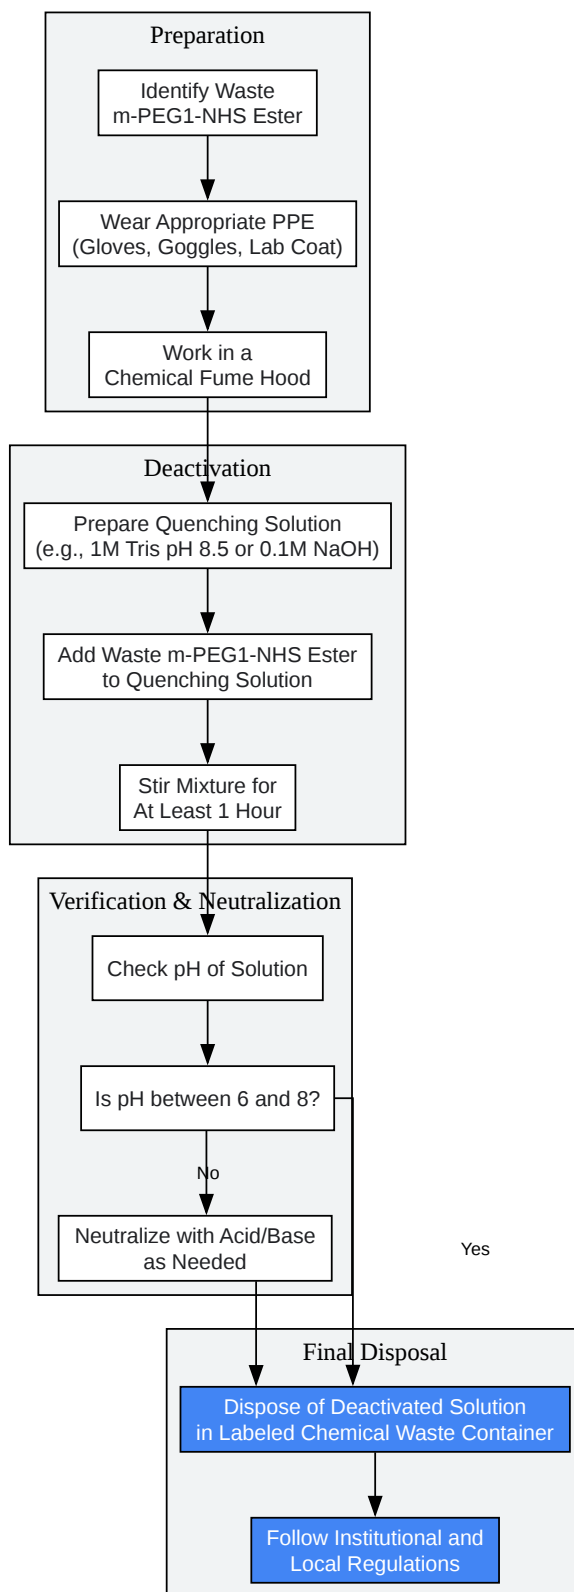 Preparation
Identify Waste
m-PEG1-NHS Ester
Wear Appropriate PPE
(Gloves, Goggles, Lab Coat)
Work in a
Chemical Fume Hood
Deactivation
Prepare Quenching Solution
(e.g., 1M Tris pH 8.5 or 0.1M NaOH)
Add Waste m-PEG1-NHS Ester
to Quenching Solution
Stir Mixture for
At Least 1 Hour
Verification & Neutralization
Check pH of Solution
Is pH between 6 and 8?
No
Neutralize with Acid/Base
as Needed
Yes
Final Disposal
Dispose of Deactivated Solution
in Labeled Chemical Waste Container
Follow Institutional and
Local Regulations